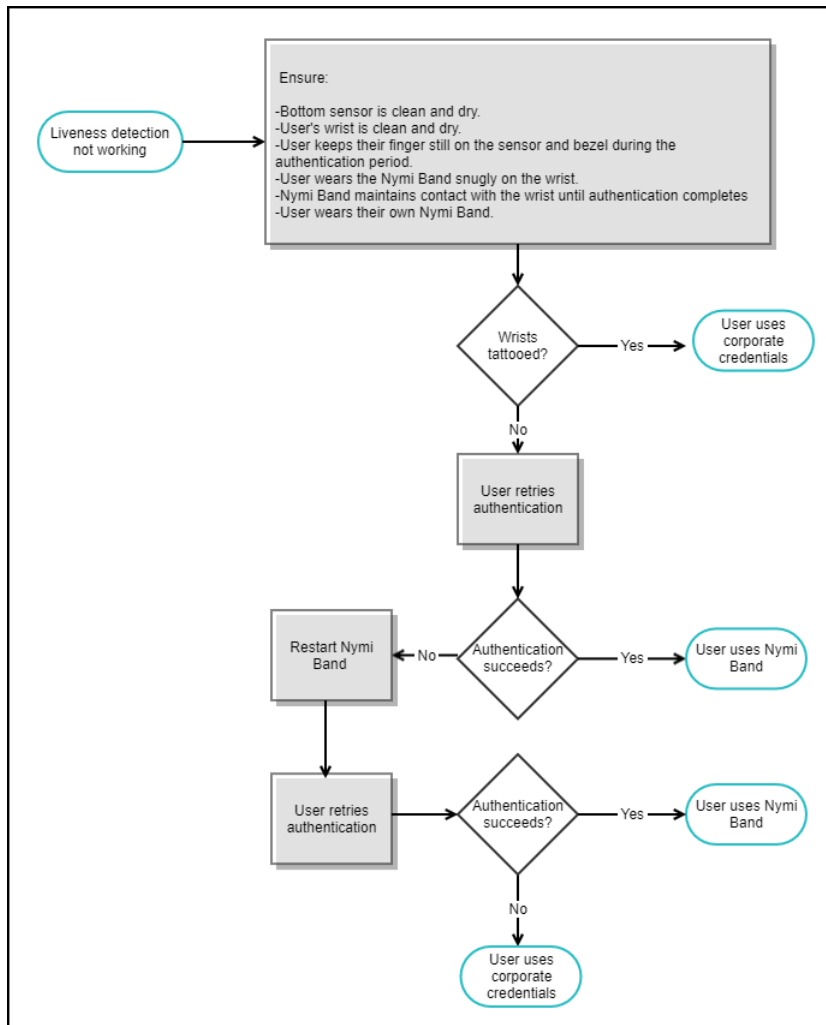 Ensure:
-Bottom sensor is clean and dry.
-User's wrist is clean and dry.
-User keeps their finger still on the sensor and bezel during the
authentication period.
-User wears the Nymi Band snugly on the wrist.
-Nymi Band maintains contact with the wrist until authentication completes
-User wears their own Nymi Band.
Liveness detection
not working
Wrists
tattooed?
Yes
User uses
corporate
credentials
No
User retries
authentication
Authentication
succeeds?
Yes
User uses Nymi
Band
No
Restart Nymi
Band
User retries
authentication
Authentication
succeeds?
Yes
User uses Nymi
Band
No
User uses
corporate
credentials